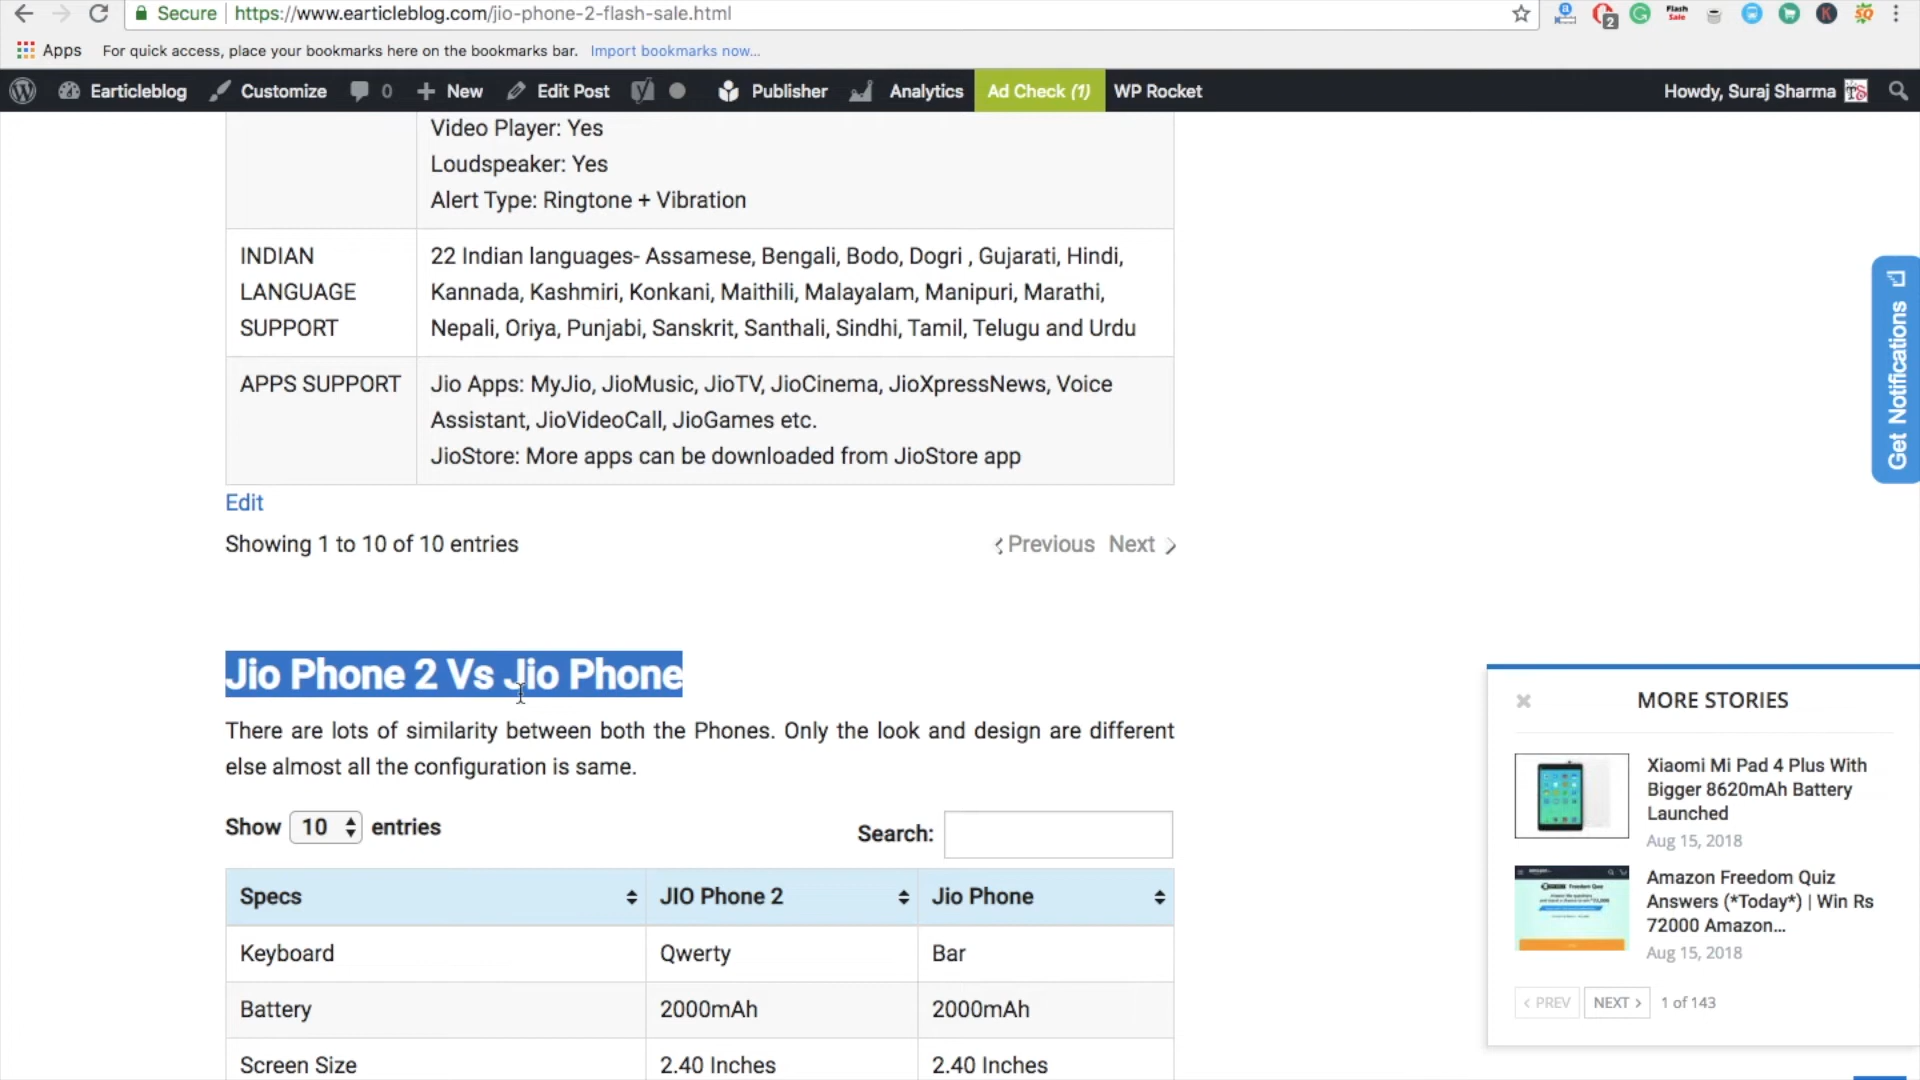 Secure https://www.earticleblog.com/jio-phone-2-flash-sale.html
2 Flash Sale K SQ
Apps For quick access, place your bookmarks here on the bookmarks bar. Import bookmarks now...
Earticleblog Customize 0 New Edit Post Publisher Analytics Ad Check (1) WP Rocket Howdy, Suraj Sharma
Video Player: Yes
Loudspeaker: Yes
Alert Type: Ringtone + Vibration
INDIAN LANGUAGE SUPPORT
22 Indian languages- Assamese, Bengali, Bodo, Dogri , Gujarati, Hindi,
Kannada, Kashmiri, Konkani, Maithili, Malayalam, Manipuri, Marathi,
Nepali, Oriya, Punjabi, Sanskrit, Santhali, Sindhi, Tamil, Telugu and Urdu
APPS SUPPORT
Jio Apps: MyJio, JioMusic, JioTV, JioCinema, JioXpressNews, Voice
Assistant, JioVideoCall, JioGames etc.
JioStore: More apps can be downloaded from JioStore app
Edit
Showing 1 to 10 of 10 entries Previous Next
Jio Phone 2 Vs Jio Phone
There are lots of similarity between both the Phones. Only the look and design are different
else almost all the configuration is same.
Show 10 entries Search:
Specs JIO Phone 2 Jio Phone
Keyboard Qwerty Bar
Battery 2000mAh 2000mAh
Screen Size 2.40 Inches 2.40 Inches
Get Notifications
MORE STORIES
Xiaomi Mi Pad 4 Plus With
Bigger 8620mAh Battery
Launched
Aug 15, 2018
Amazon Freedom Quiz
Answers (*Today*) | Win Rs
72000 Amazon...
Aug 15, 2018
PREV NEXT 1 of 143